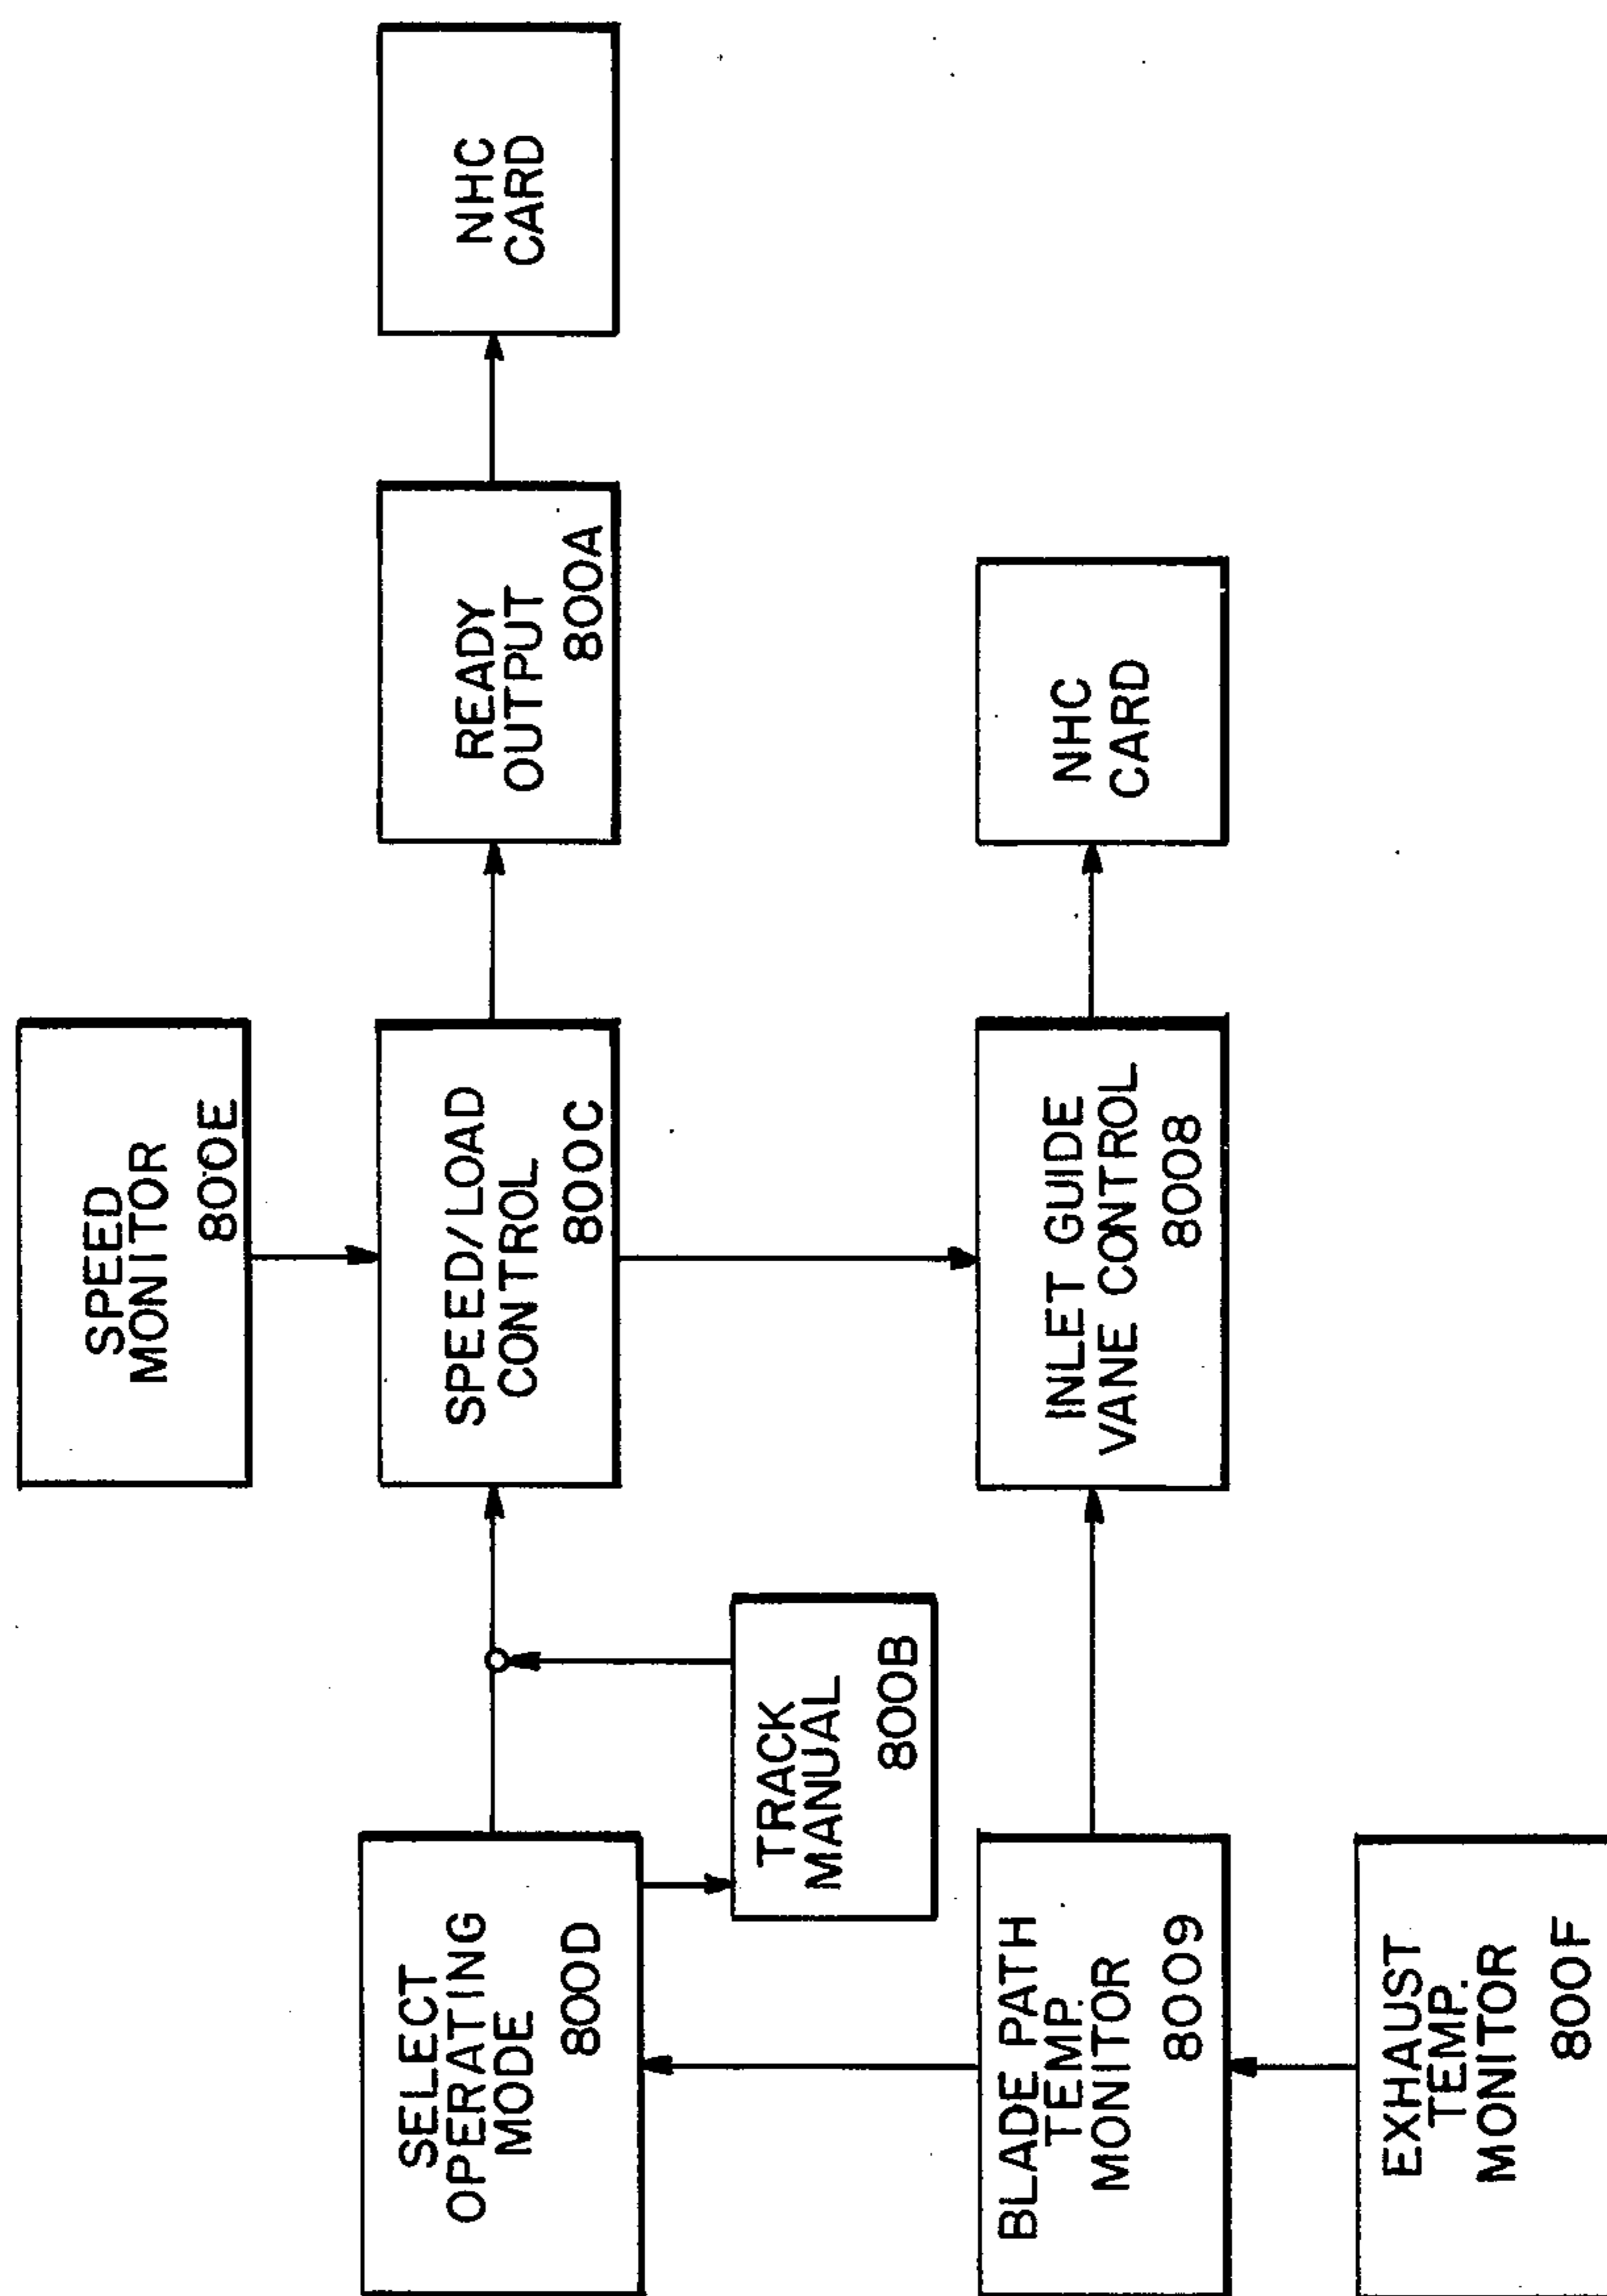 SPEED
MONITOR
800E
SELECT
OPERATING
MODE
800D
SPEED/LOAD
CONTROL
800C
READY
OUTPUT
800A
NHC
CARD
TRACK
MANUAL
800B
BLADE PATH
TEMP.
MONITOR
8009
INLET GUIDE
VANE CONTROL
8008
NHC
CARD
EXHAUST
TEMP.
MONITOR
800F